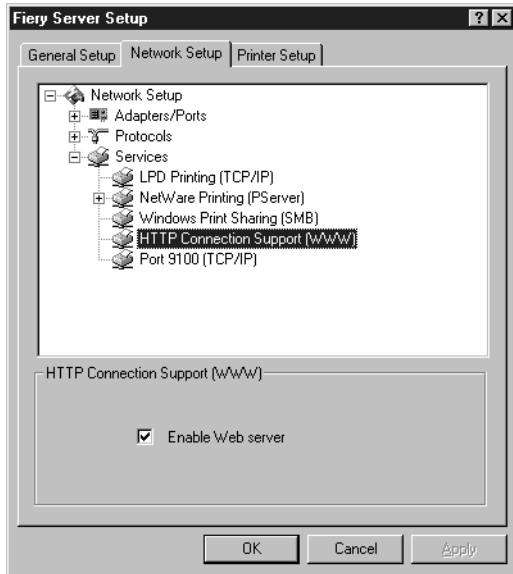 Fiery Server Setup
General Setup Network Setup Printer Setup
Network Setup
Adapters/Ports
Protocols
Services
LPD Printing (TCP/IP)
NetWare Printing (PServer)
Windows Print Sharing (SMB)
HTTP Connection Support (WWW)
Port 9100 (TCP/IP)
HTTP Connection Support (WWW)
Enable Web server
OK Cancel Apply